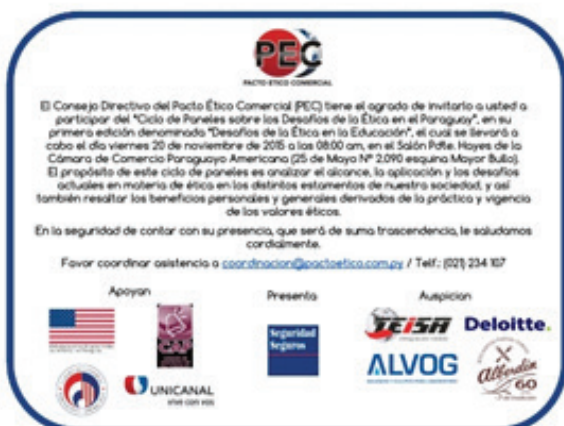 PEC
PACTO ETICO COMERCIAL
El Consejo Directivo del Pacto Ético Comercial (PEC) tiene el agrado de invitarlo a usted a
participar del "Ciclo de Paneles sobre los Desafíos de la Ética en el Paraguay", en su
primera edición denominada "Desafíos de la Ética en la Educación", el cual se llevará a
cabo el día viernes 20 de noviembre de 2015 a las 08:00 am, en el Salón Pdte. Hayes de la
Cámara de Comercio Paraguayo Americana (25 de Mayo Nº 2.090 esquina Mayor Bullo).
El propósito de este ciclo de paneles es analizar el alcance, la aplicación y los desafíos
actuales en materia de ética en los distintos estamentos de nuestra sociedad, y así
también resaltar los beneficios personales y generales derivados de la práctica y vigencia
de los valores éticos.
En la seguridad de contar con su presencia, que será de suma trascendencia, le saludamos
cordialmente.
Favor coordinar asistencia a coordinacion@pactoetico.com.py / Telf.: (021) 234 107
Apoyan
Presenta
Auspician
CAP
UNICANAL
vive con vos
Seguridad
Seguros
TEISA
Deloitte.
ALVOG
Alberdin
60